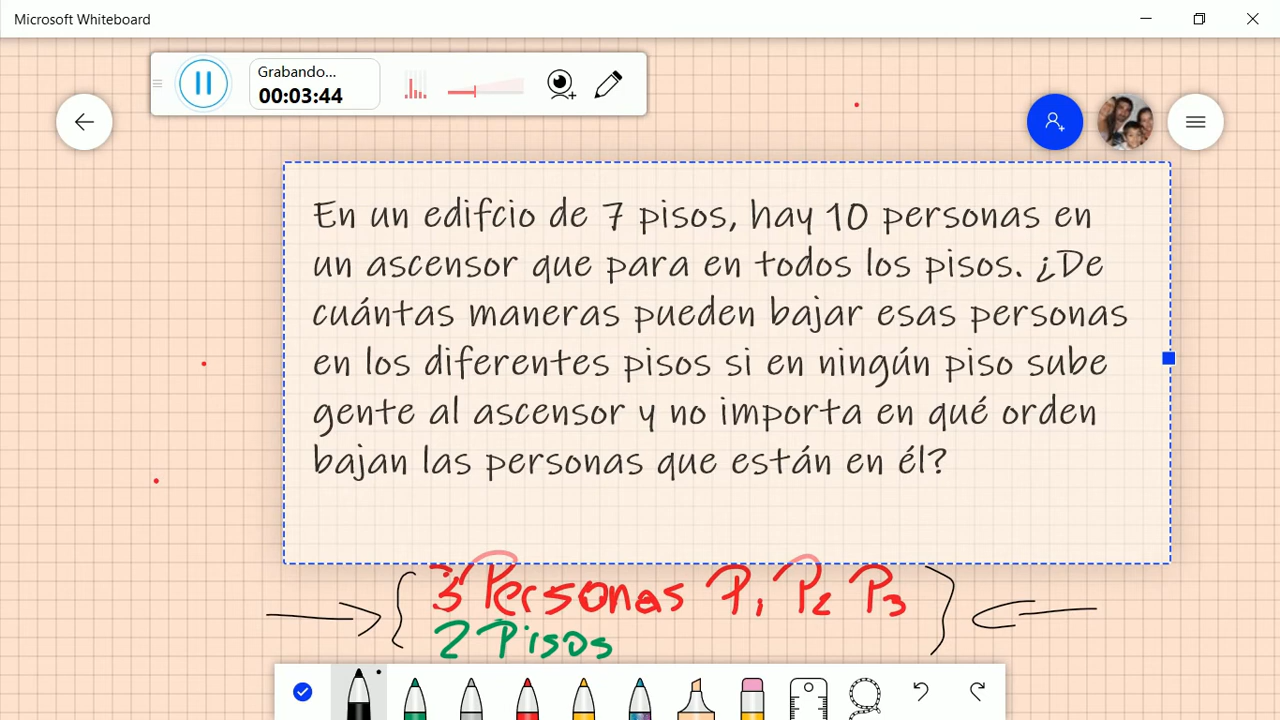 Microsoft Whiteboard
Grabando...
00:03:44
En un edifcio de 7 pisos, hay 10 personas en
un ascensor que para en todos los pisos. ¿De
cuántas maneras pueden bajar esas personas
en los diferentes pisos si en ningún piso sube
gente al ascensor y no importa en qué orden
bajan las personas que están en él?
3 Personas P1 P2 P3
2 Pisos